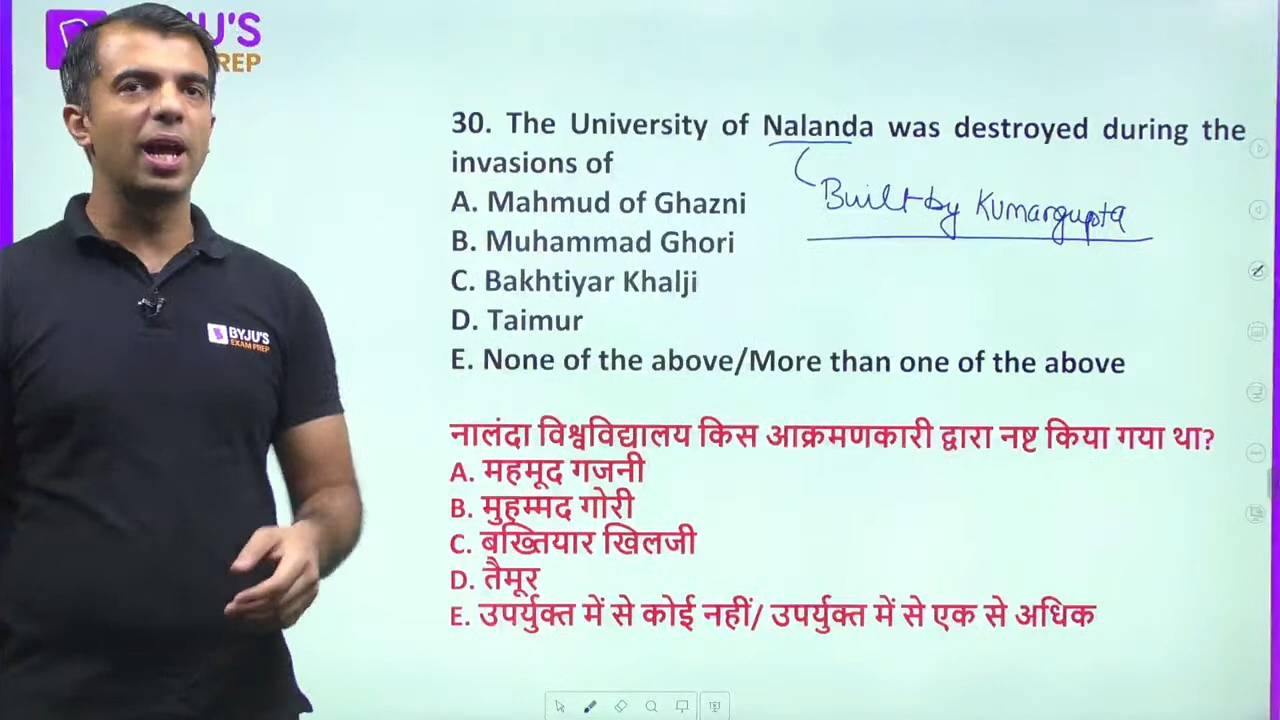 BYJU'S
EXAM PREP
30. The University of Nalanda was destroyed during the
invasions of
Built by Kumargupta
A. Mahmud of Ghazni
B. Muhammad Ghori
C. Bakhtiyar Khalji
D. Taimur
E. None of the above/More than one of the above
नालंदा विश्वविद्यालय किस आक्रमणकारी द्वारा नष्ट किया गया था?
A. महमूद गजनी
B. मुहम्मद गोरी
C. बख्तियार खिलजी
D. तैमूर
E. उपर्युक्त में से कोई नहीं/ उपर्युक्त में से एक से अधिक